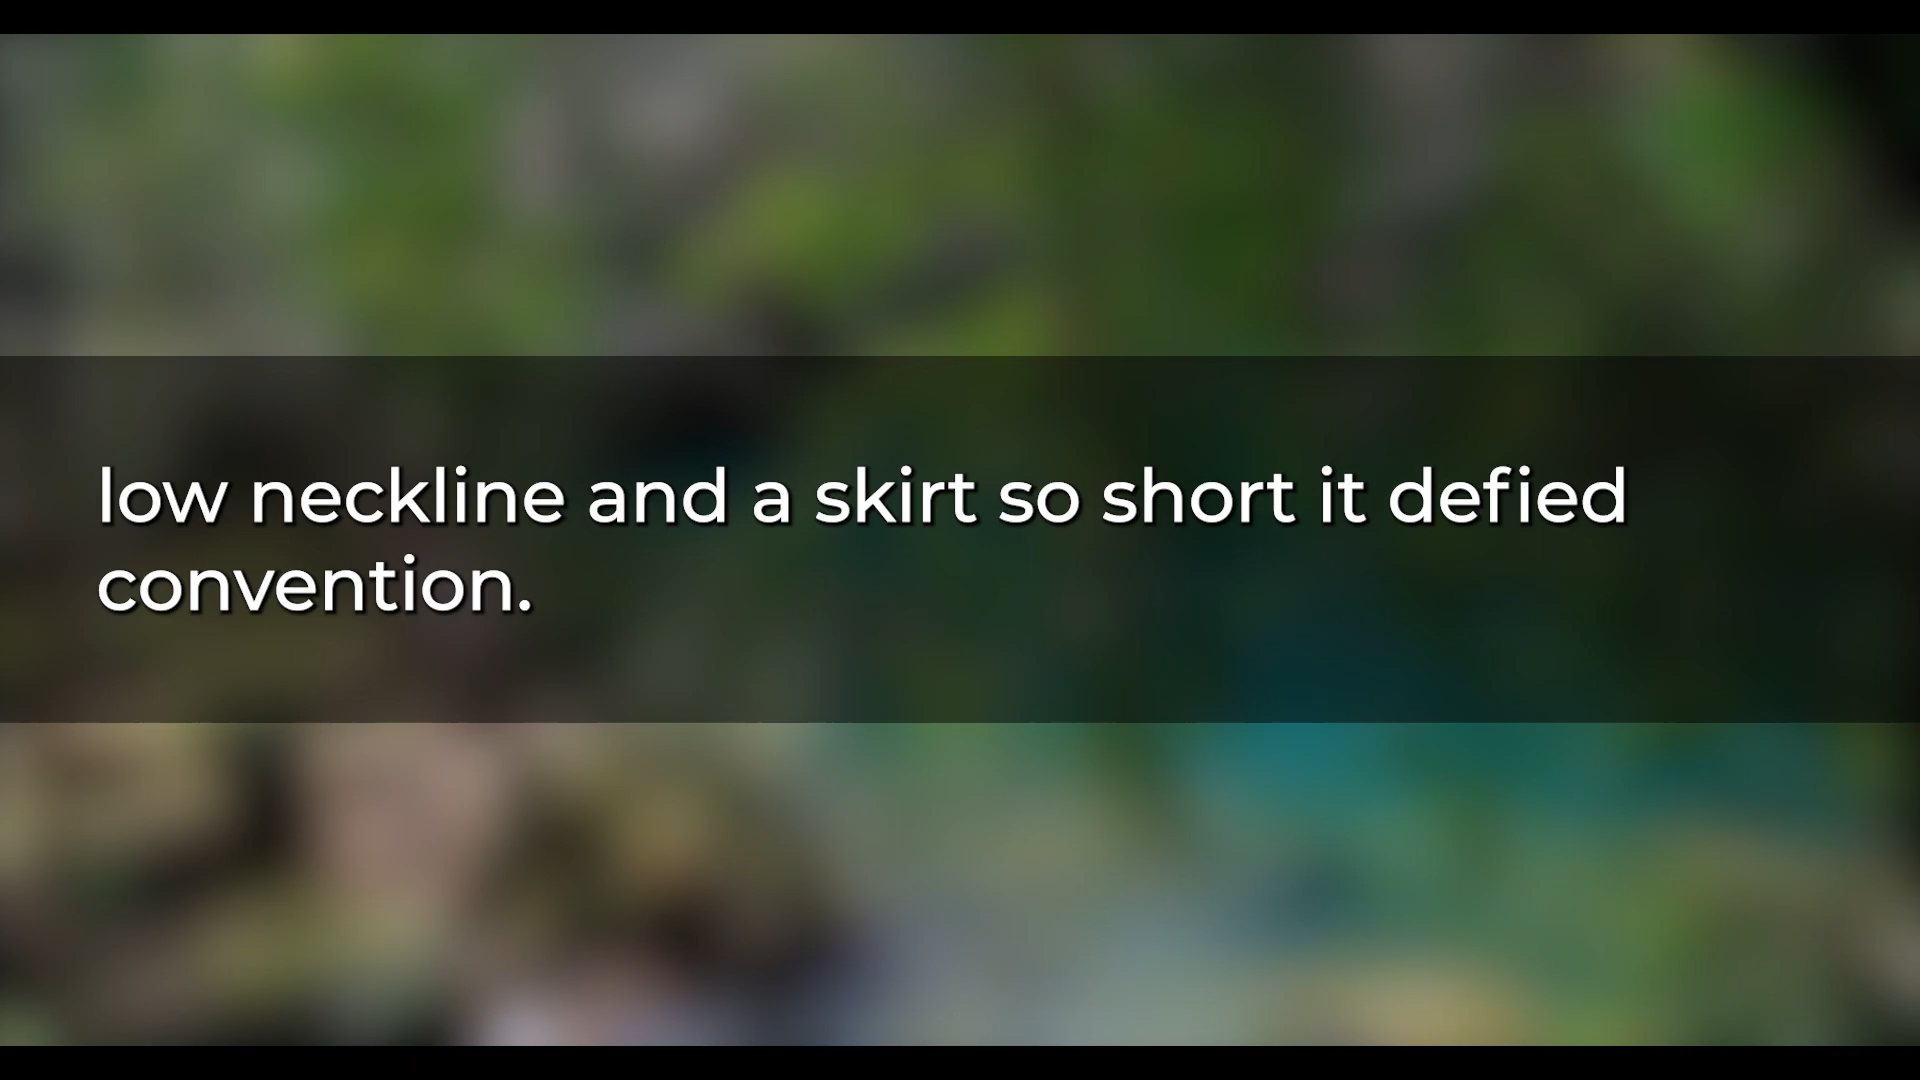 low neckline and a skirt so short it defied
convention.